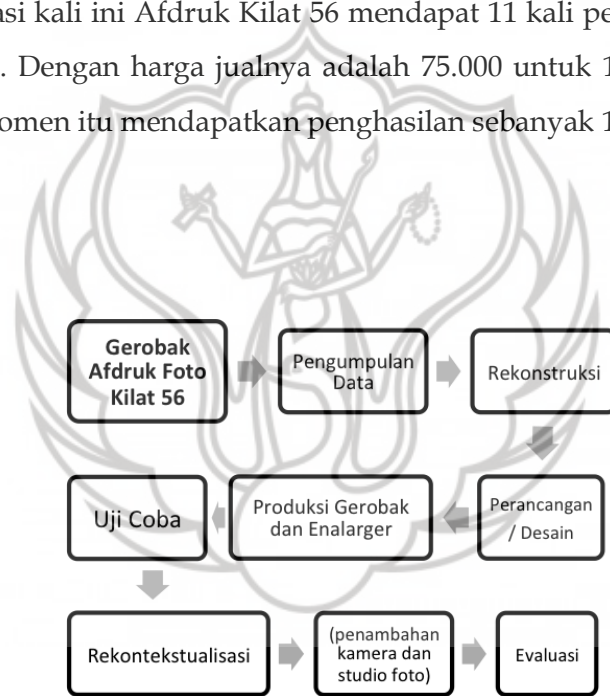 asi kali ini Afdruk Kilat 56 mendapat 11 kali pe
. Dengan harga jualnya adalah 75.000 untuk 1
omen itu mendapatkan penghasilan sebanyak 1
Gerobak
Afdruk Foto
Kilat 56
Pengumpulan
Data
Rekonstruksi
Perancangan
/ Desain
Produksi Gerobak
dan Enalarger
Uji Coba
Rekontekstualisasi
(penambahan
kamera dan
studio foto)
Evaluasi